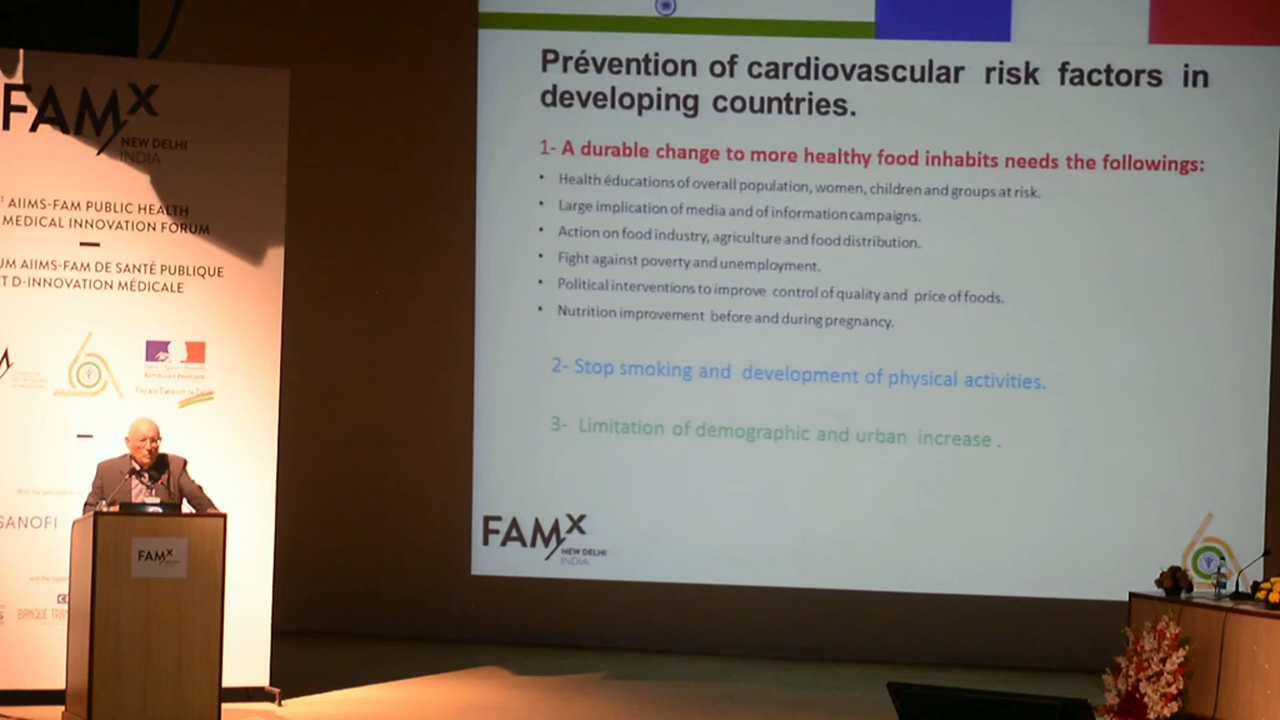 FAMX
NEW DELHI
INDIA
AIIMS-FAM PUBLIC HEALTH
MEDICAL INNOVATION FORUM
UM AIIMS-FAM DE SANTÉ PUBLIQUE
T D-INNOVATION MÉDICALE
SANOFI
BANQUE
FAMX
Prévention of cardiovascular risk factors in
developing countries.
1- A durable change to more healthy food inhabits needs the followings:
• Health éducations of overall population, women, children and groups at risk.
• Large implication of media and of information campaigns.
• Action on food industry, agriculture and food distribution.
• Fight against poverty and unemployment.
• Political interventions to improve control of quality and price of foods.
• Nutrition improvement before and during pregnancy.
2- Stop smoking and development of physical activities.
3- Limitation of demographic and urban increase .
FAMX
NEW DELHI
INDIA